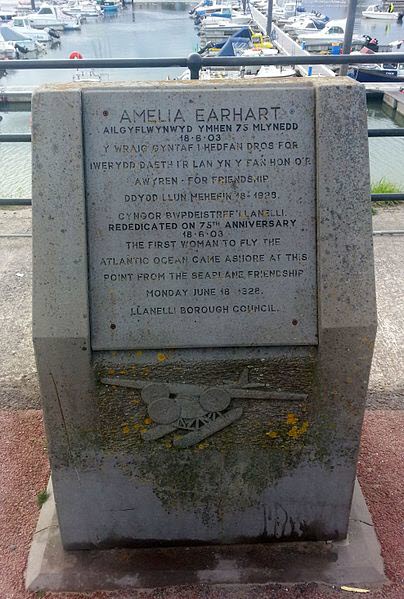 AMELIA EARHART
AILGYFLWYNWYD YMHEN 75 MLYNEDD
18·6·03
Y WRAIG GYNTAF I HEDFAN DROS FOR
IWERYDD DAETH I'R LAN YN Y FAN HON O'R
AWYREN - FOR FRIENDSHIP
DDYDD LLUN MEHEFIN 18 - 1928.
CYNGOR BWRDEISTREF LLANELLI.
REDEDICATED ON 75TH ANNIVERSARY
18·6·03
THE FIRST WOMAN TO FLY THE
ATLANTIC OCEAN CAME ASHORE AT THIS
POINT FROM THE SEAPLANE FRIENDSHIP
MONDAY JUNE 18 - 1928.
LLANELLI BOROUGH COUNCIL.